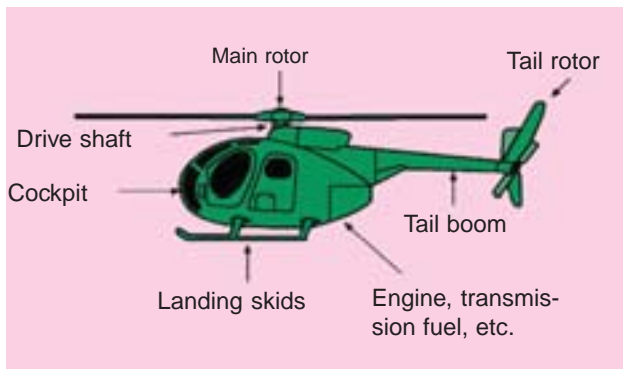 Main rotor
Tail rotor
Drive shaft
Cockpit
Tail boom
Landing skids
Engine, transmis-
sion fuel, etc.